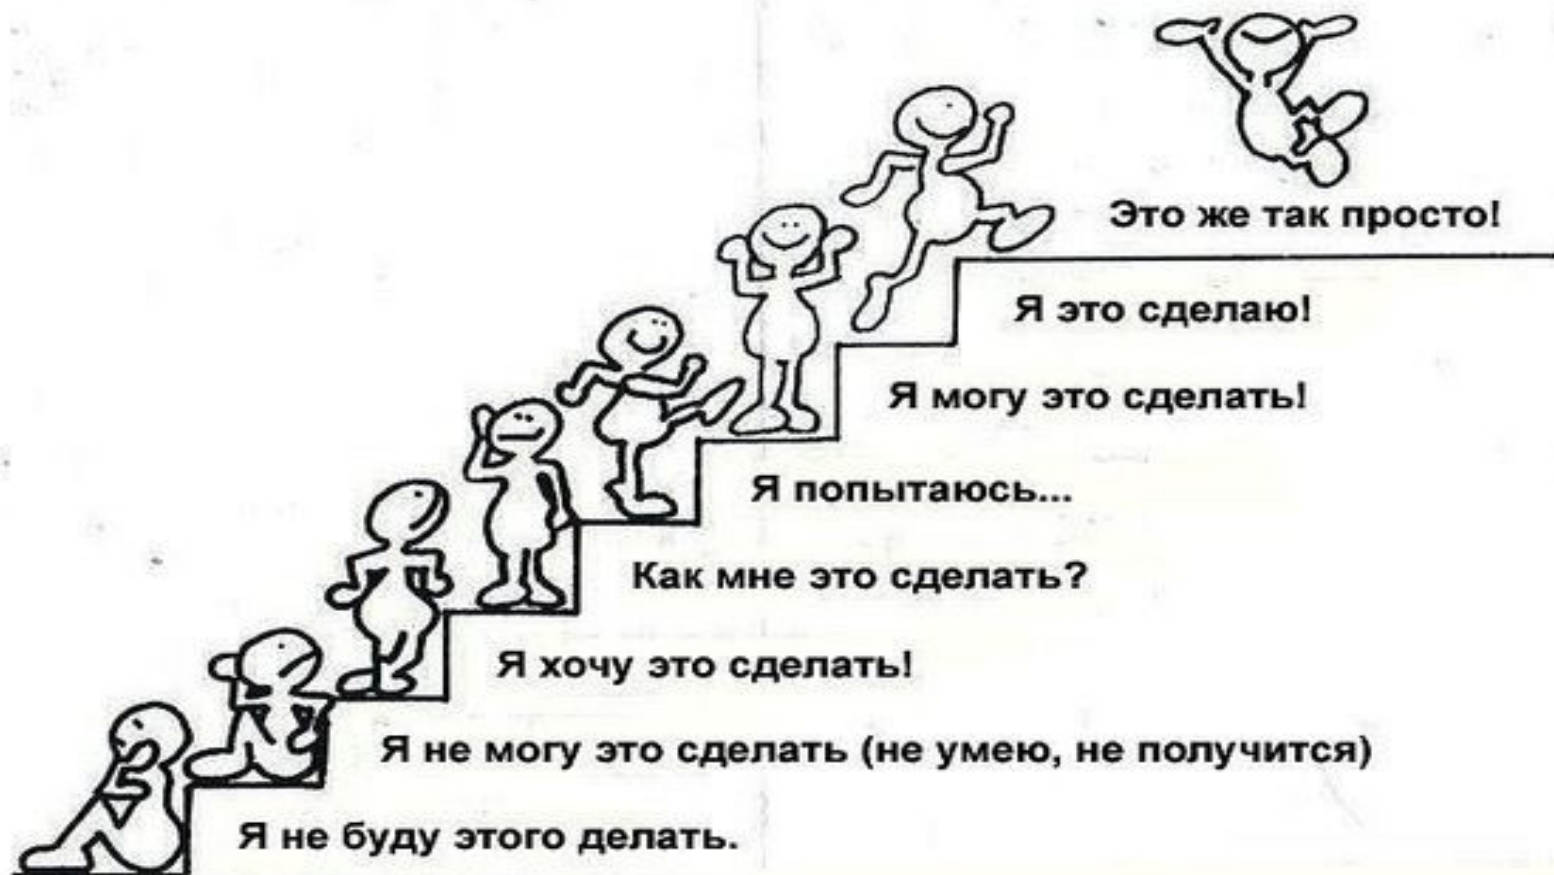 Это же так просто!
Я это сделаю!
Я могу это сделать!
Я попытаюсь...
Как мне это сделать?
Я хочу это сделать!
Я не могу это сделать (не умею, не получится)
Я не буду этого делать.